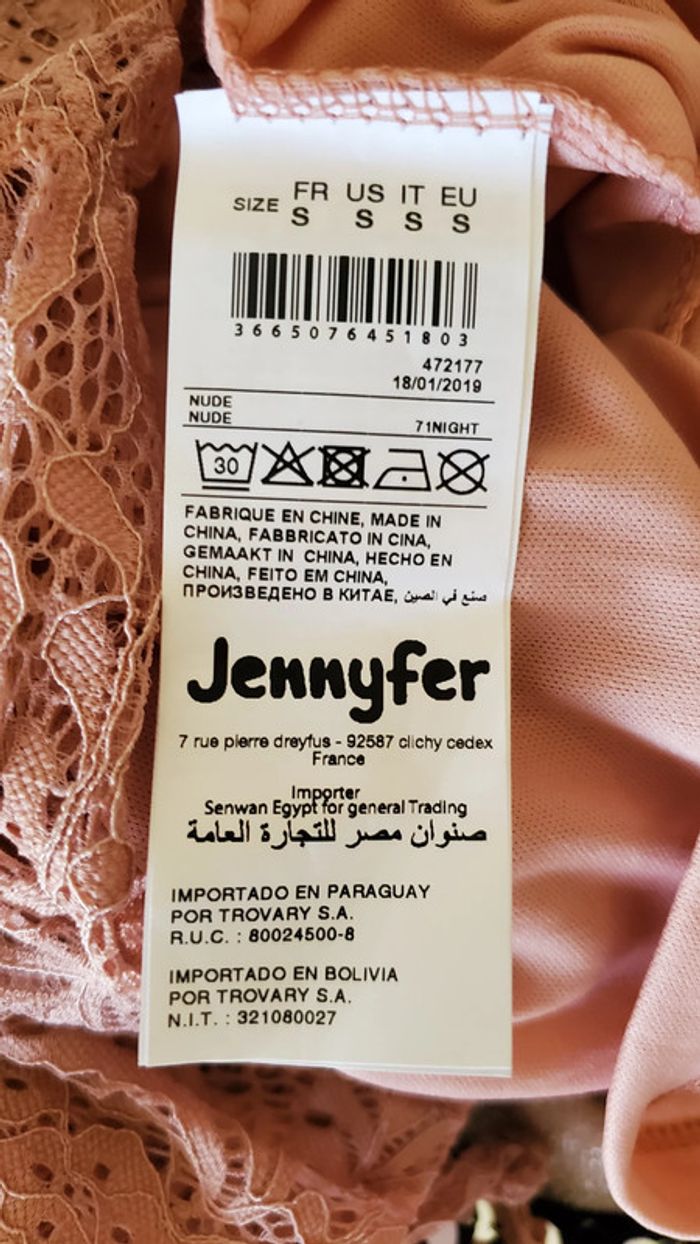 SIZE FR US IT EU
S S S S
3665076451803
472177
18/01/2019
NUDE
NUDE 71NIGHT
30
FABRIQUE EN CHINE, MADE IN
CHINA, FABBRICATO IN CINA,
GEMAAKT IN CHINA, HECHO EN
CHINA, FEITO EM CHINA,
ПРОИЗВЕДЕНО В КИТАЕ, صنع في الصين
Jennyfer
7 rue pierre dreyfus - 92587 clichy cedex
France
Importer
Senwan Egypt for general Trading
صنوان مصر للتجارة العامة
IMPORTADO EN PARAGUAY
POR TROVARY S.A.
R.U.C. : 80024500-8
IMPORTADO EN BOLIVIA
POR TROVARY S.A.
N.I.T. : 321080027